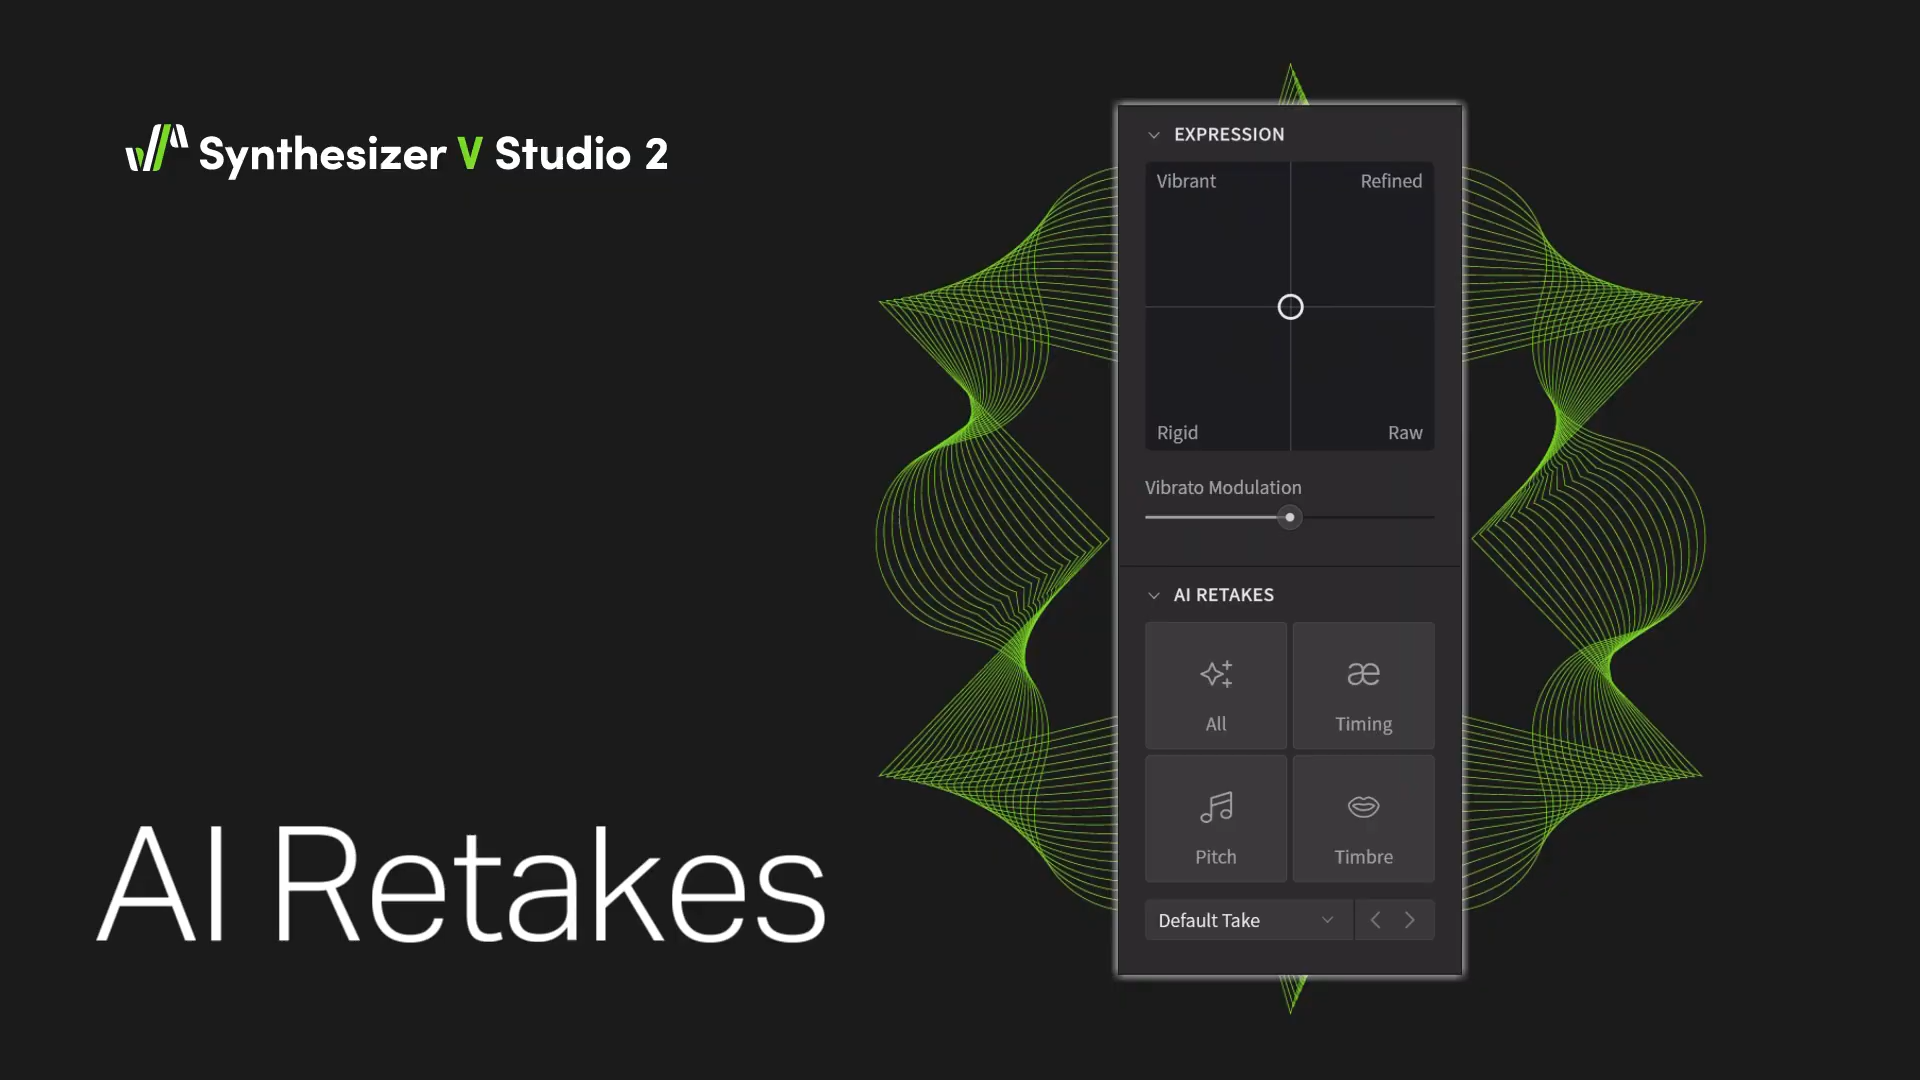 Synthesizer V Studio 2
AI Retakes
EXPRESSION
Vibrant Refined
Rigid Raw
Vibrato Modulation
AI RETAKES
æ
All Timing
Pitch Timbre
Default Take